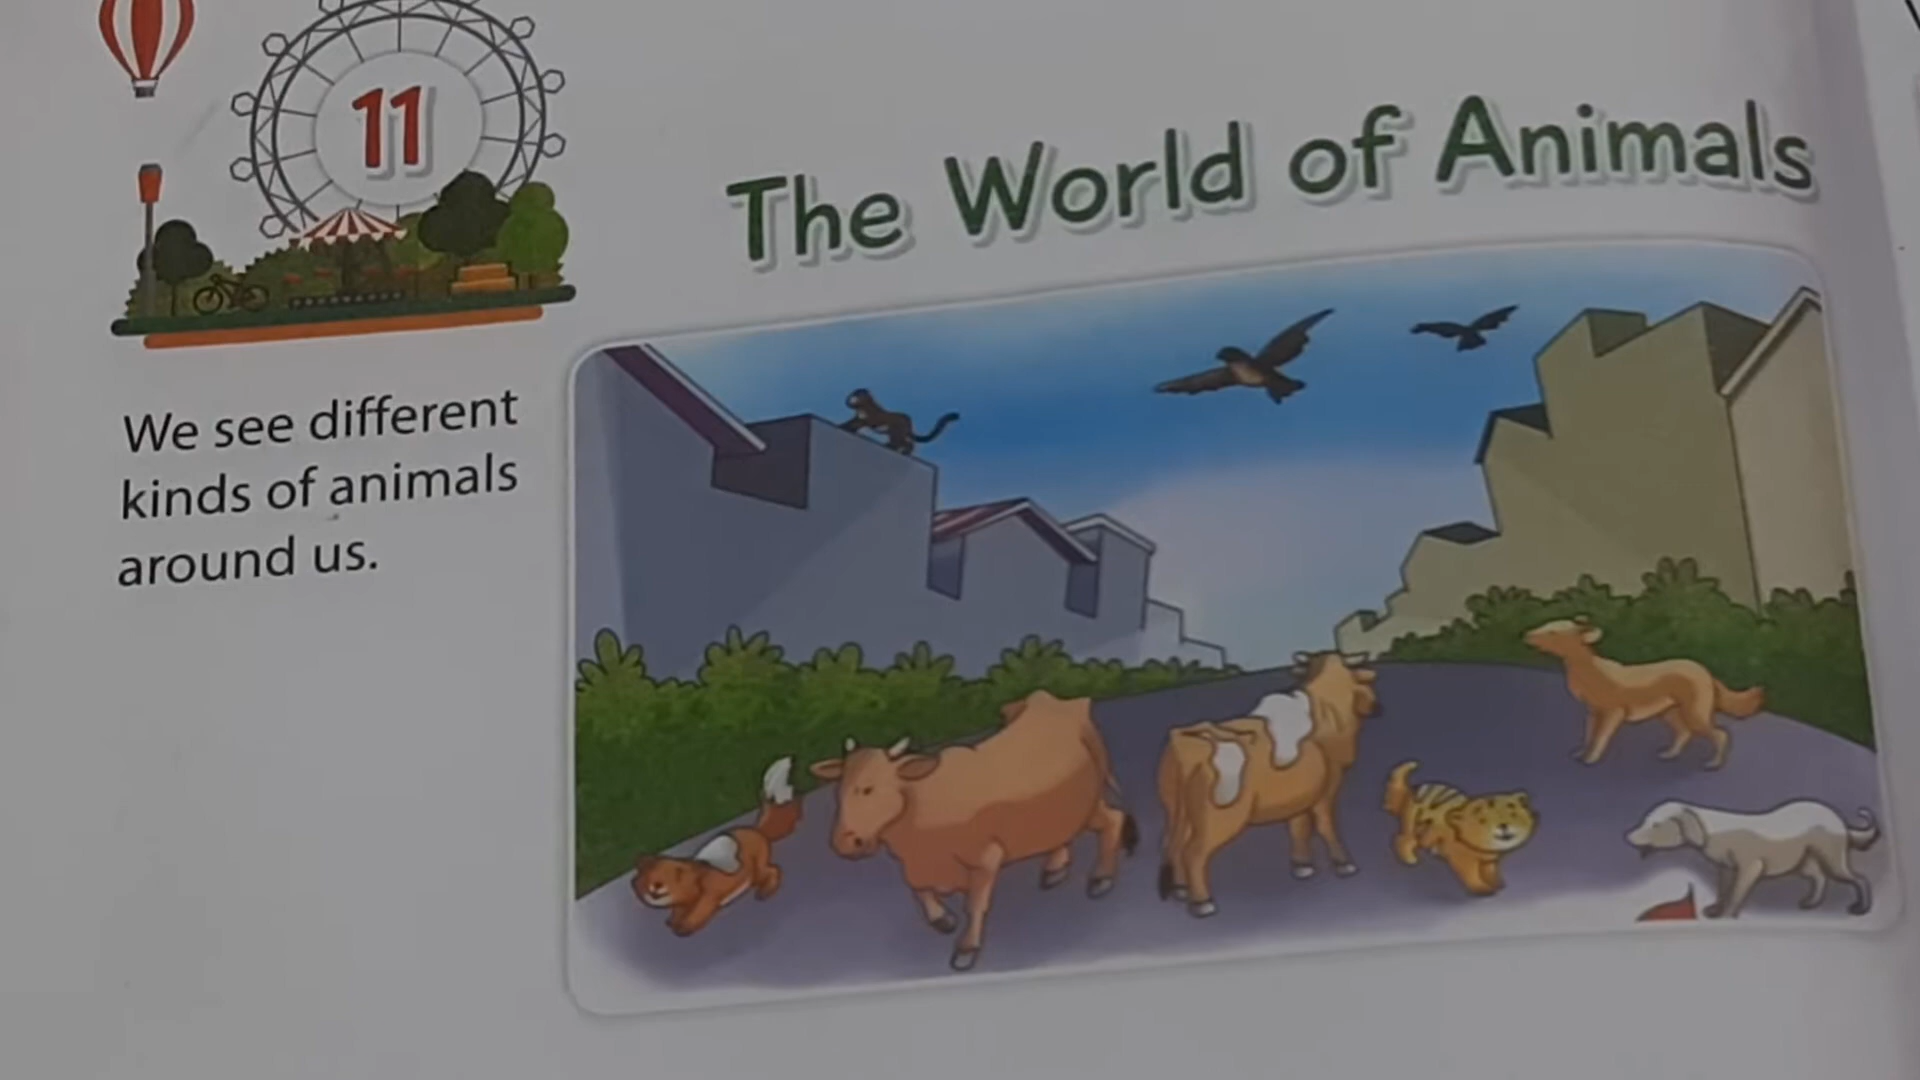 11
The World of Animals
We see different
kinds of animals
around us.